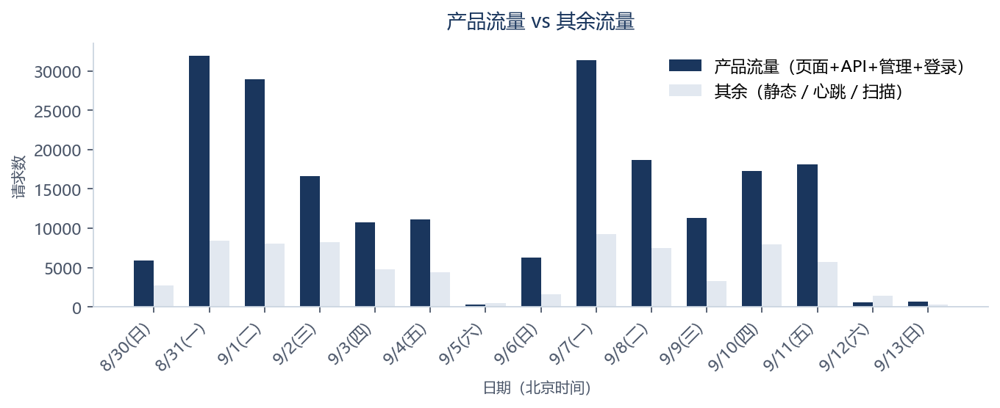 产品流量 vs 其余流量
产品流量（页面+API+管理+登录）
其余（静态 / 心跳 / 扫描）
请求数
30000
25000
20000
15000
10000
5000
0
8/30(日)
8/31(一)
9/1(二)
9/2(三)
9/3(四)
9/4(五)
9/5(六)
9/6(日)
9/7(一)
9/8(二)
9/9(三)
9/10(四)
9/11(五)
9/12(六)
9/13(日)
日期（北京时间）